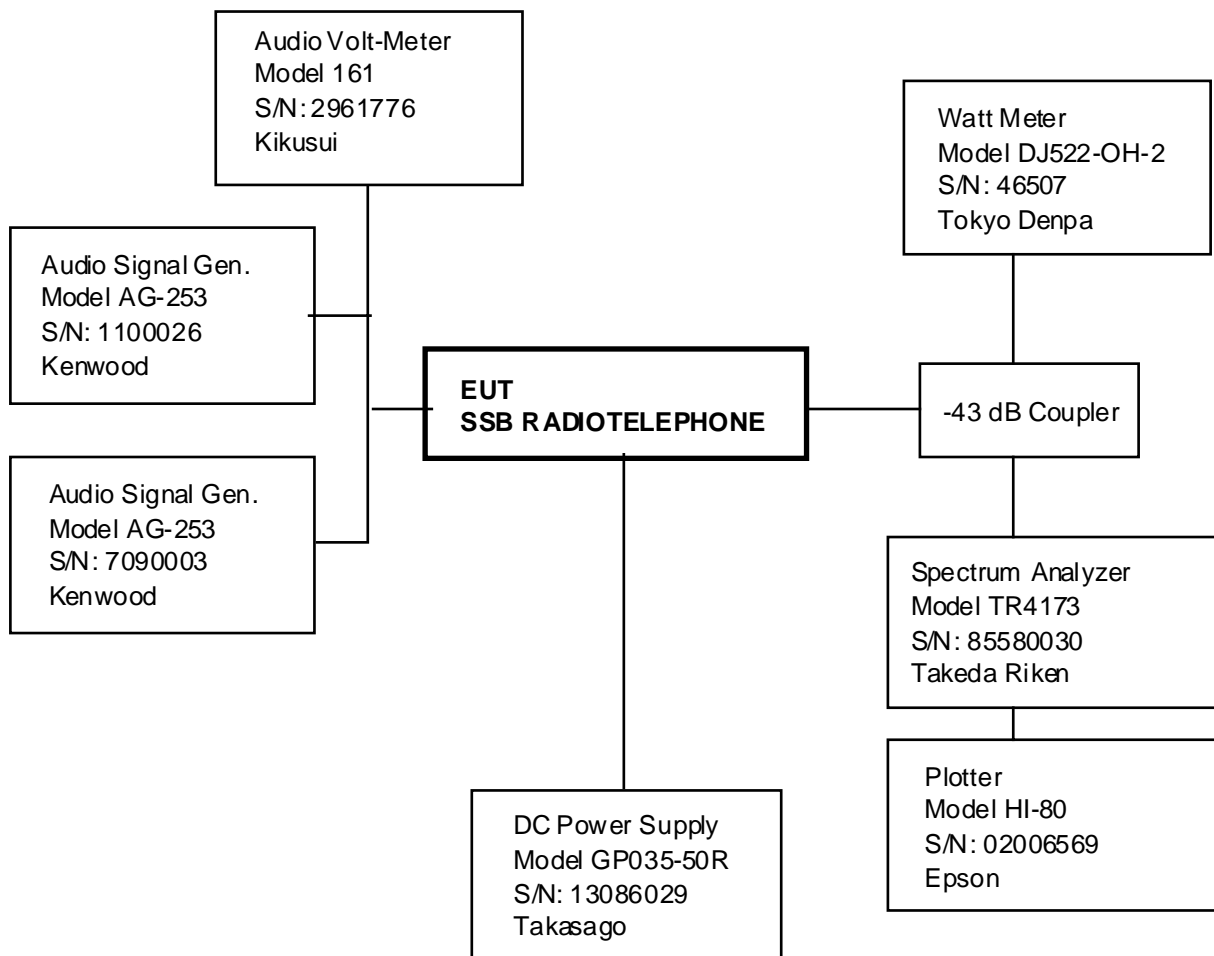 Audio Volt-Meter
Model 161
S/N: 2961776
Kikusui
Watt Meter
Model DJ522-OH-2
S/N: 46507
Tokyo Denpa
Audio Signal Gen.
Model AG-253
S/N: 1100026
Kenwood
EUT
SSB RADIOTELEPHONE
-43 dB Coupler
Audio Signal Gen.
Model AG-253
S/N: 7090003
Kenwood
Spectrum Analyzer
Model TR4173
S/N: 85580030
Takeda Riken
DC Power Supply
Model GP035-50R
S/N: 13086029
Takasago
Plotter
Model HI-80
S/N: 02006569
Epson